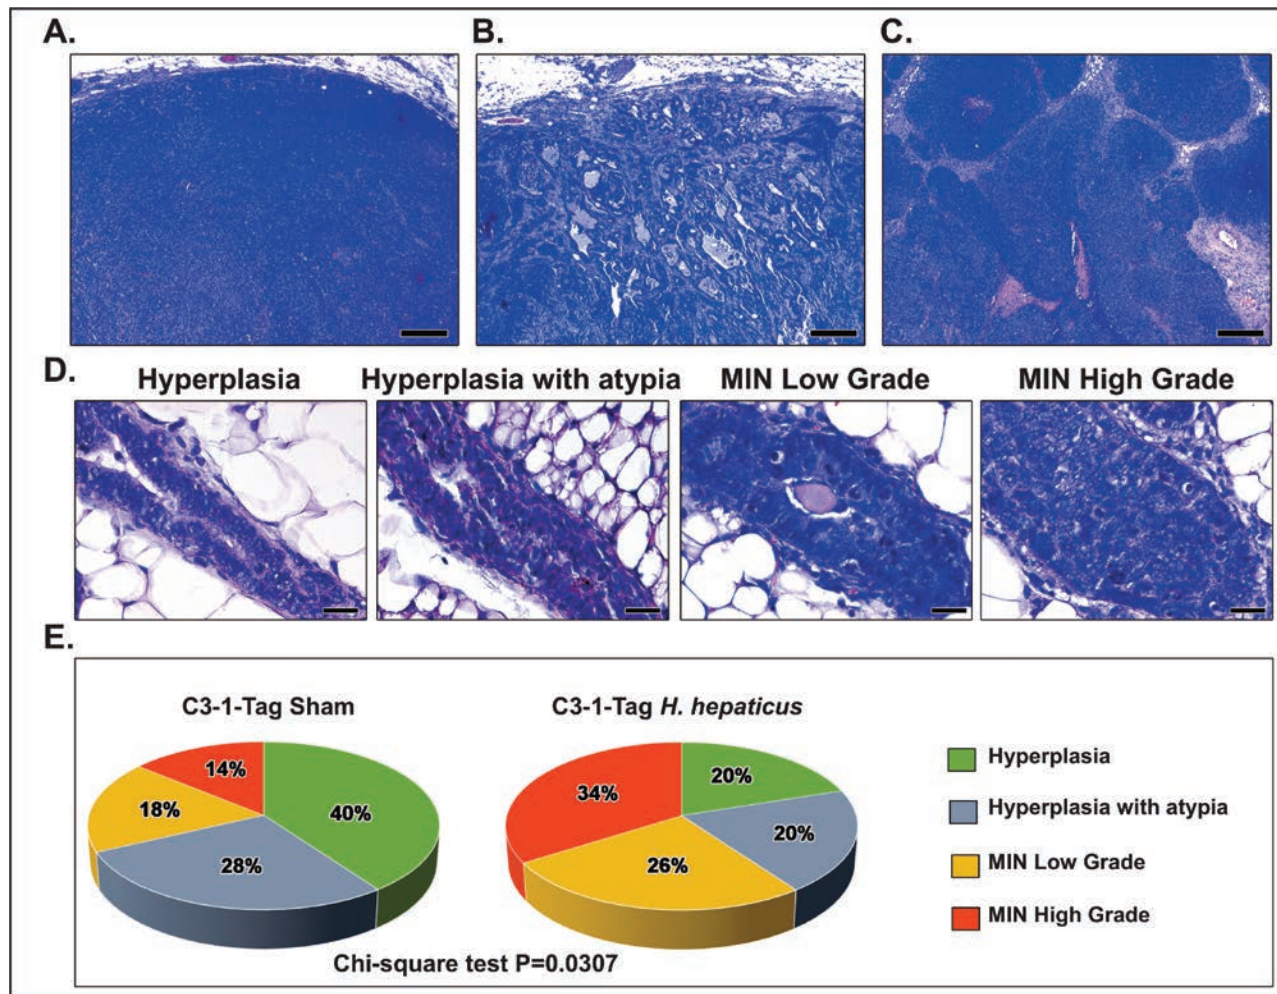 A.
B.
C.
D.
Hyperplasia
Hyperplasia with atypia
MIN Low Grade
MIN High Grade
E.
C3-1-Tag Sham
C3-1-Tag H. hepaticus
14%
40%
18%
28%
34%
20%
20%
26%
Hyperplasia
Hyperplasia with atypia
MIN Low Grade
MIN High Grade
Chi-square test P=0.0307